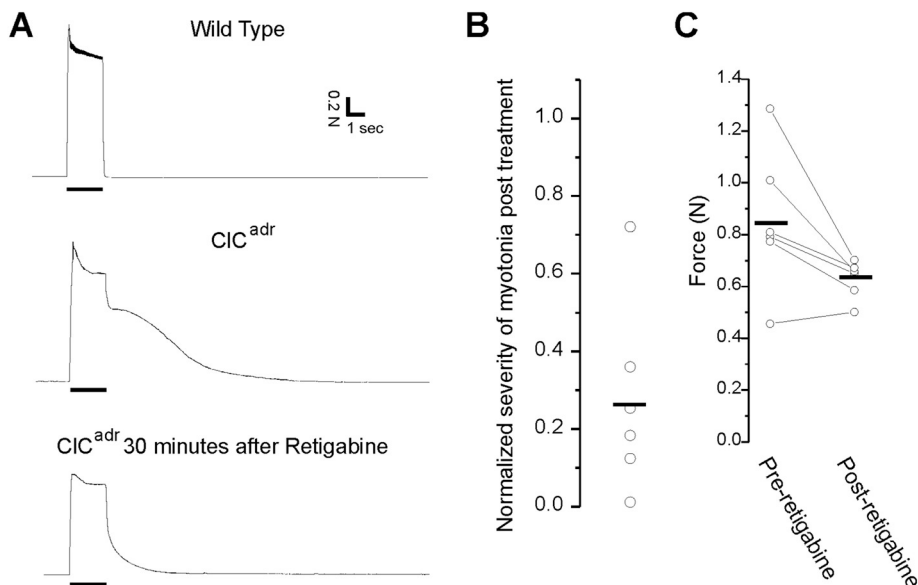 A
Wild Type
0.2 N
1 sec
ClC adr
ClC adr 30 minutes after Retigabine
B
Normalized severity of myotonia post treatment
1.0
0.8
0.6
0.4
0.2
0.0
C
Force (N)
1.4
1.2
1.0
0.8
0.6
0.4
0.2
0.0
Pre-retigabine
Post-retigabine